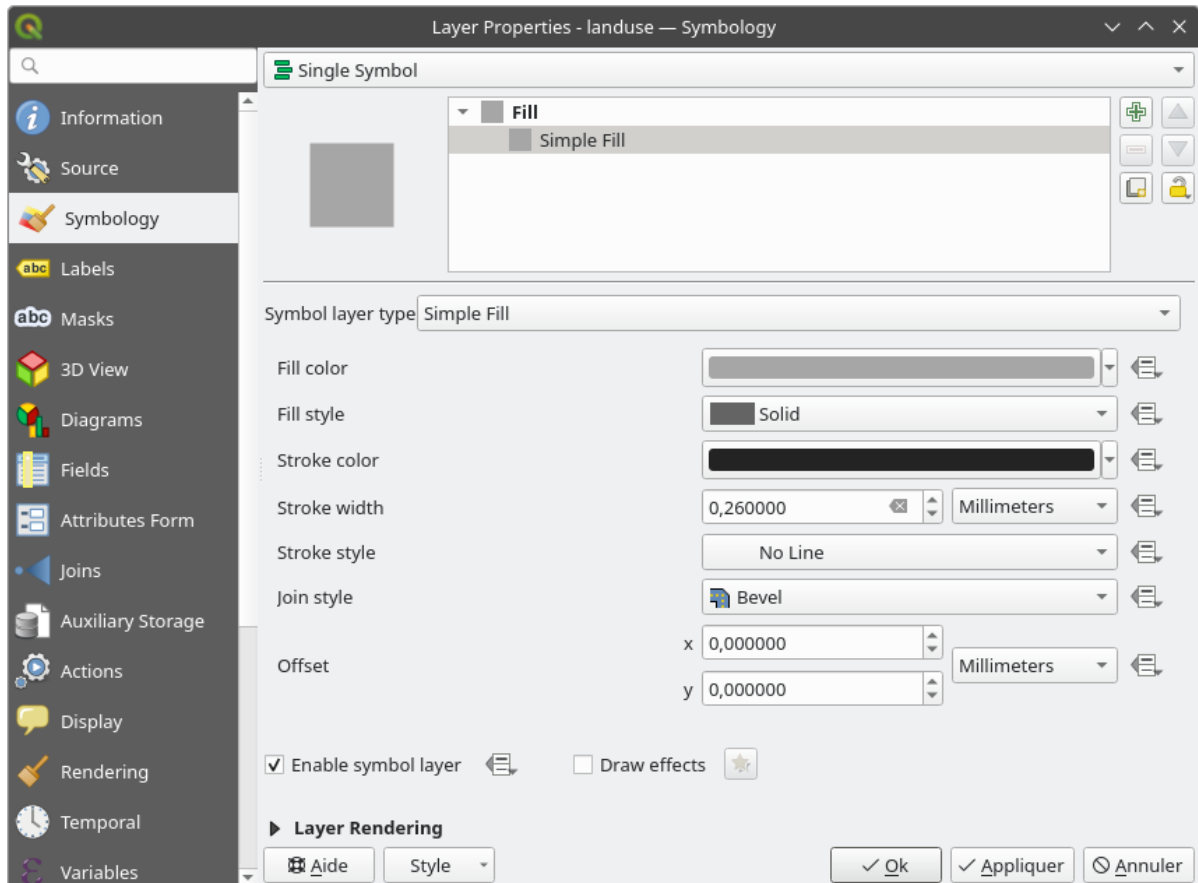 Layer Properties - landuse — Symbology
Single Symbol
Information
Source
Symbology
abc Labels
abc Masks
3D View
Diagrams
Fields
Attributes Form
Joins
Auxiliary Storage
Actions
Display
Rendering
Temporal
Variables
Fill
Simple Fill
Symbol layer type Simple Fill
Fill color
Fill style Solid
Stroke color
Stroke width 0,260000 Millimeters
Stroke style No Line
Join style Bevel
x 0,000000
Offset Millimeters
y 0,000000
Enable symbol layer Draw effects
Layer Rendering
Aide Style Ok Appliquer Annuler